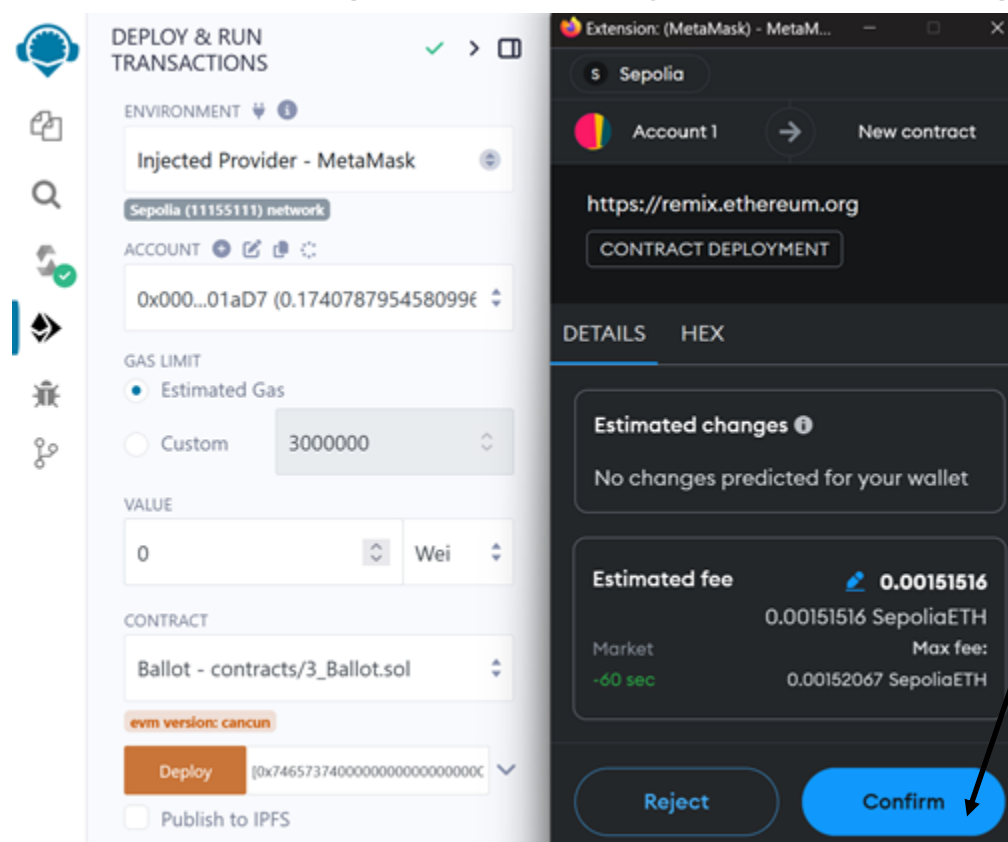 DEPLOY & RUN
TRANSACTIONS
ENVIRONMENT
Injected Provider - MetaMask
Sepolia (11155111) network
ACCOUNT
0x000...01aD7 (0.1740787954580996
GAS LIMIT
Estimated Gas
Custom
3000000
VALUE
0
Wei
CONTRACT
Ballot - contracts/3_Ballot.sol
evm version: cancun
Deploy
Publish to IPFS
Extension: (MetaMask) - MetaM...
S Sepolia
Account 1
New contract
https://remix.ethereum.org
CONTRACT DEPLOYMENT
DETAILS HEX
Estimated changes
No changes predicted for your wallet
Estimated fee
0.00151516
0.00151516 SepoliaETH
Market
Max fee:
~60 sec
0.00152067 SepoliaETH
Reject
Confirm